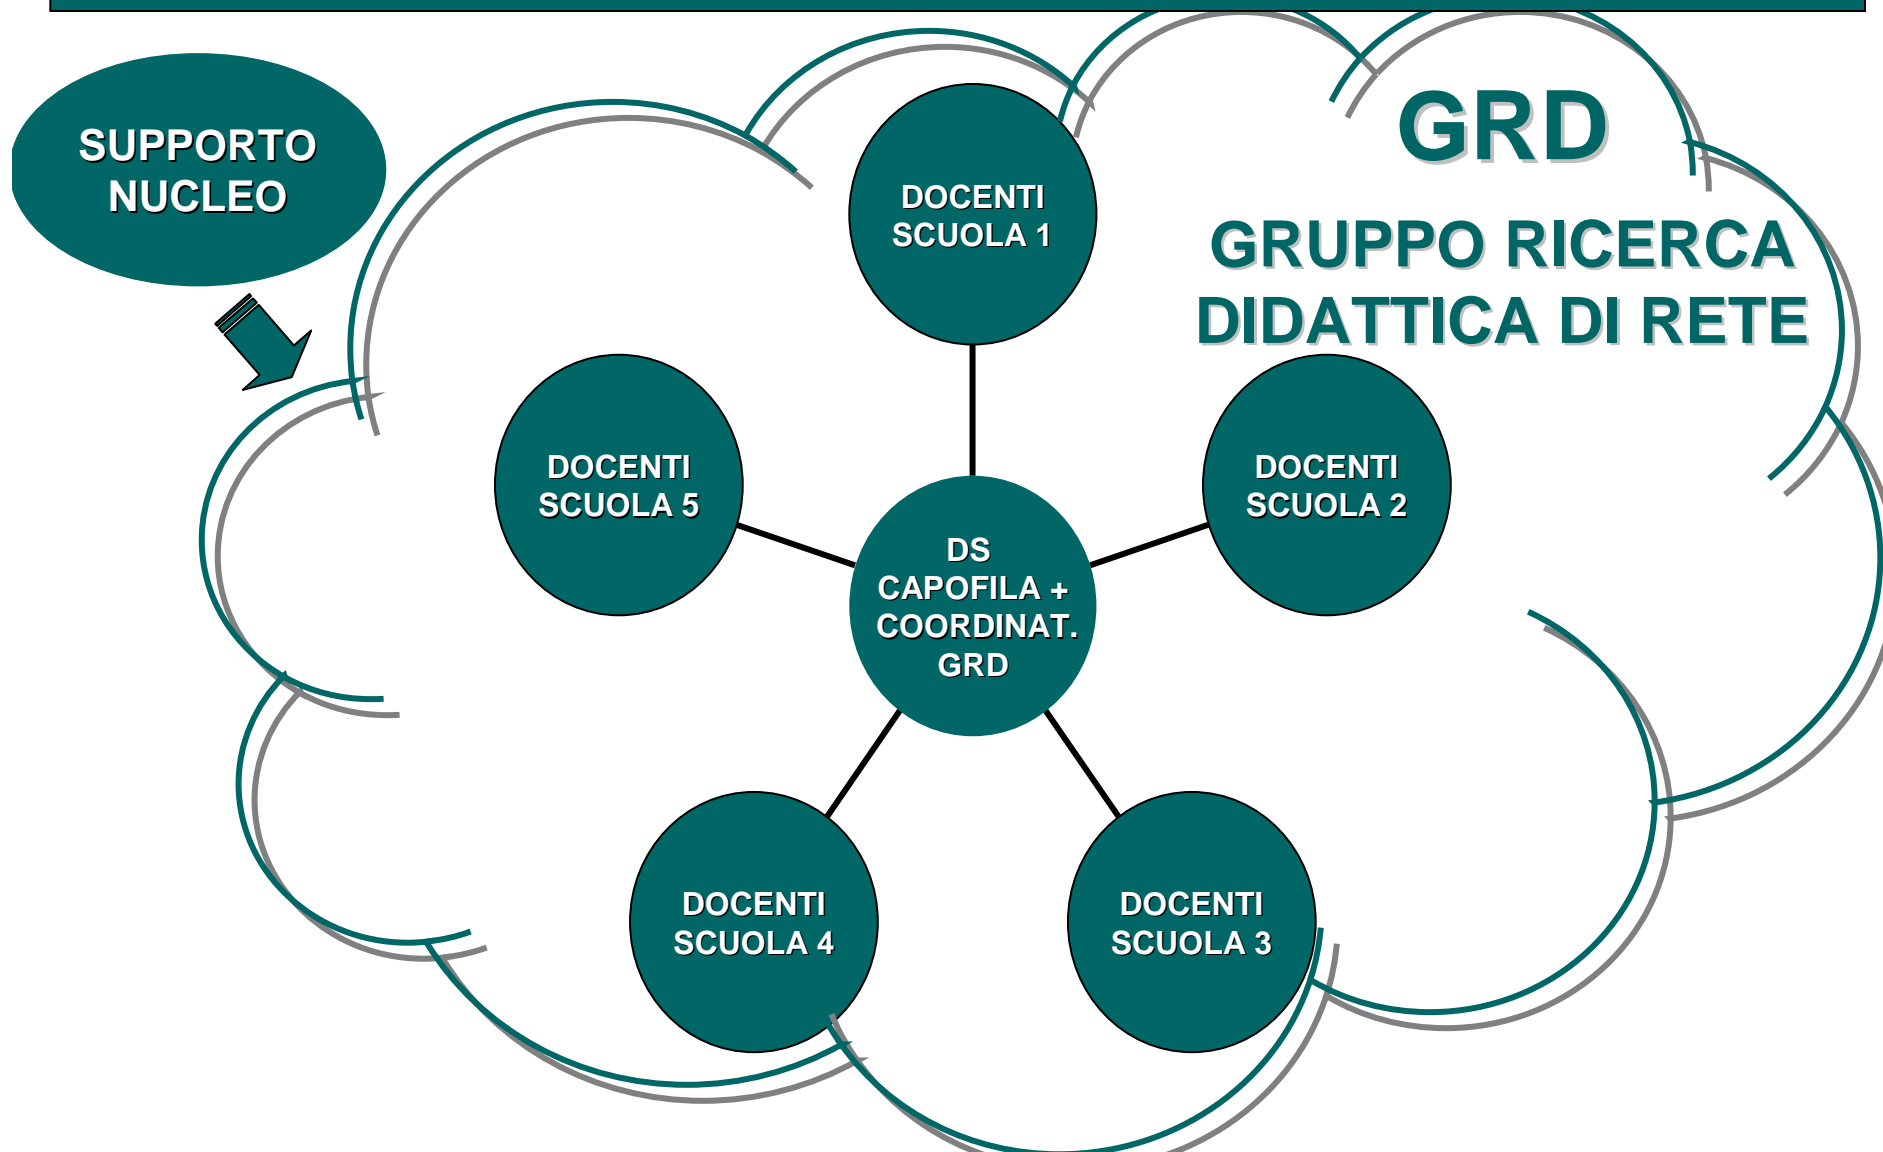 SUPPORTO
NUCLEO
GRD
GRUPPO RICERCA
DIDATTICA DI RETE
DOCENTI
SCUOLA 1
DOCENTI
SCUOLA 5
DOCENTI
SCUOLA 2
DS
CAPOFILA +
COORDINAT.
GRD
DOCENTI
SCUOLA 4
DOCENTI
SCUOLA 3